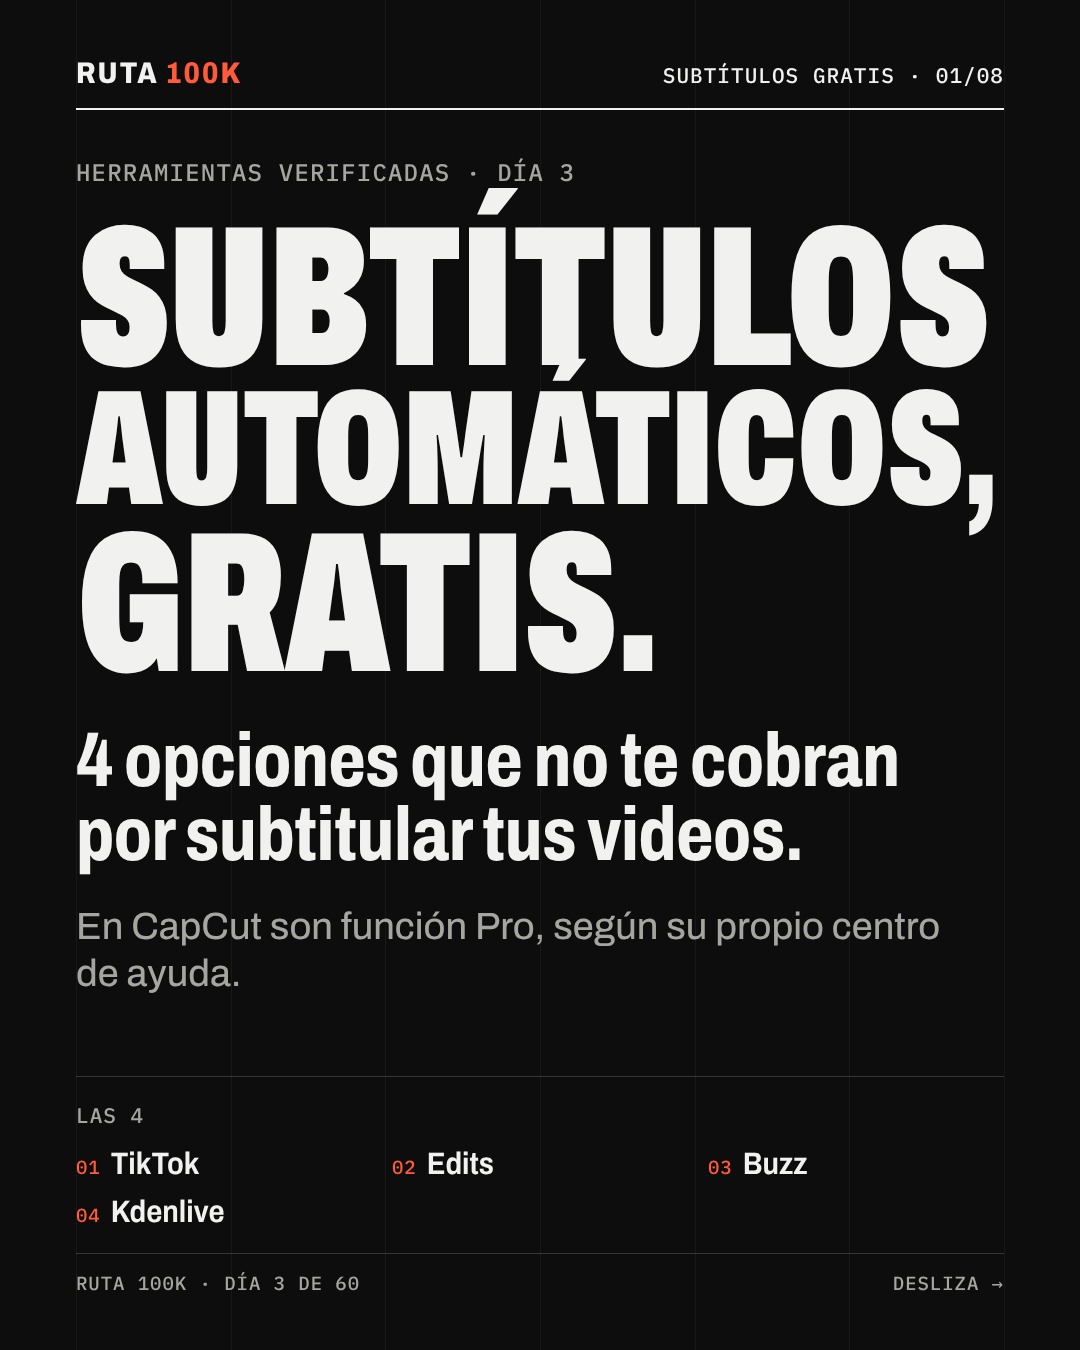 RUTA 100K
SUBTÍTULOS GRATIS · 01/08
HERRAMIENTAS VERIFICADAS · DÍA 3
SUBTÍTULOS
AUTOMÁTICOS,
GRATIS.
4 opciones que no te cobran
por subtitular tus videos.
En CapCut son función Pro, según su propio centro
de ayuda.
LAS 4
01 TikTok
02 Edits
03 Buzz
04 Kdenlive
RUTA 100K · DÍA 3 DE 60
DESLIZA →